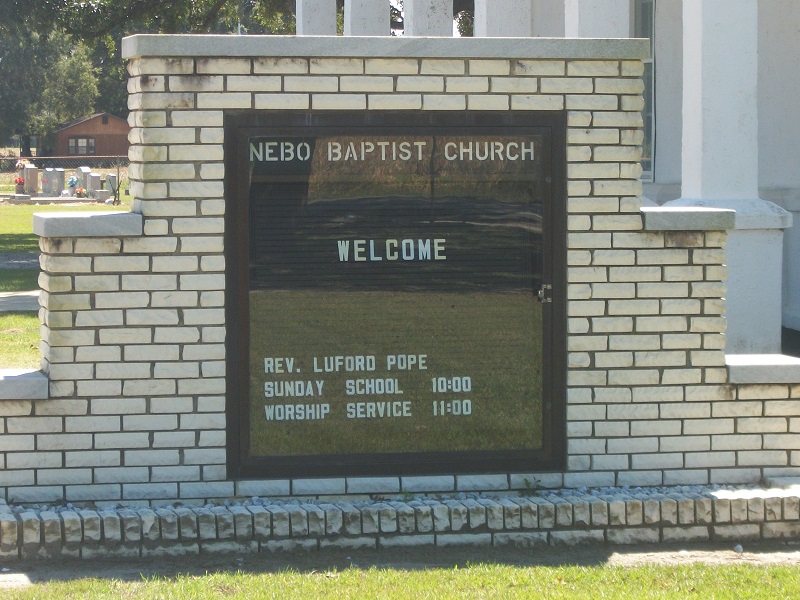 NEBO BAPTIST CHURCH
WELCOME
REV. LUFORD POPE
SUNDAY SCHOOL 10:00
WORSHIP SERVICE 11:00